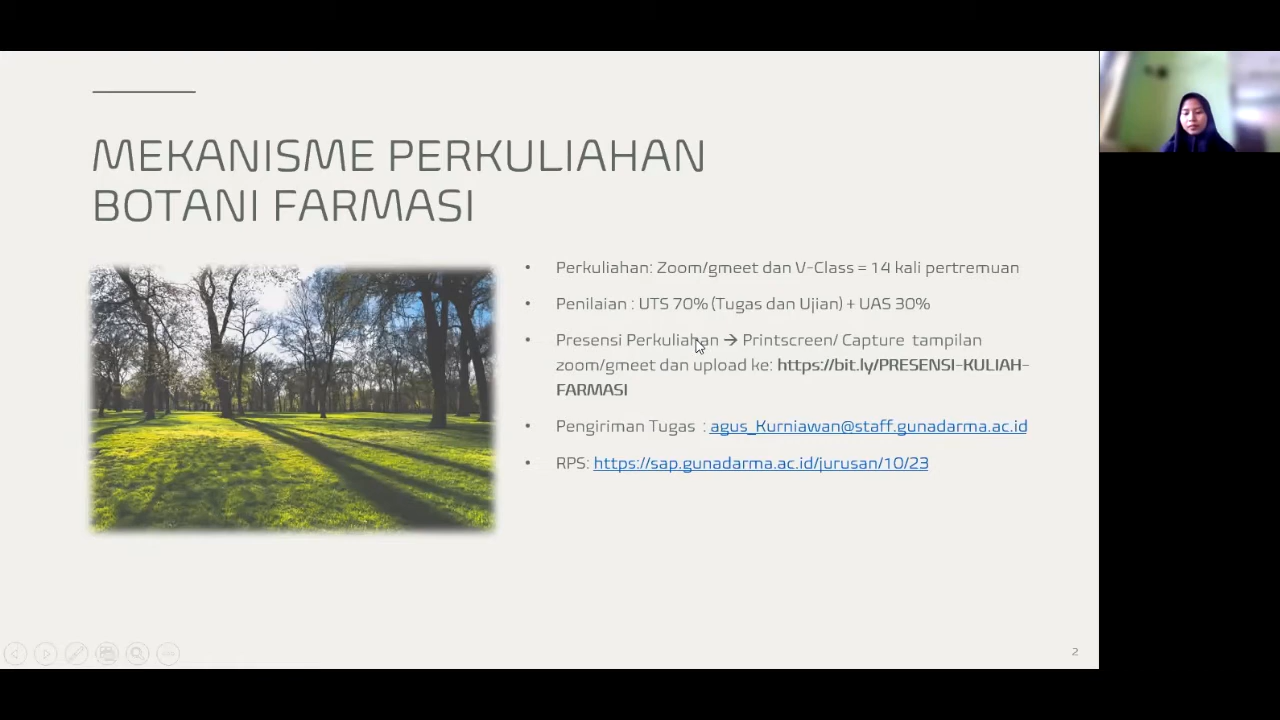 MEKANISME PERKULIAHAN
BOTANI FARMASI
• Perkuliahan: Zoom/gmeet dan V-Class = 14 kali pertremuan
• Penilaian : UTS 70% (Tugas dan Ujian) + UAS 30%
• Presensi Perkuliahan → Printscreen/ Capture tampilan
zoom/gmeet dan upload ke: https://bit.ly/PRESENSI-KULIAH-
FARMASI
• Pengiriman Tugas : agus_Kurniawan@staff.gunadarma.ac.id
• RPS: https://sap.gunadarma.ac.id/jurusan/10/23
2